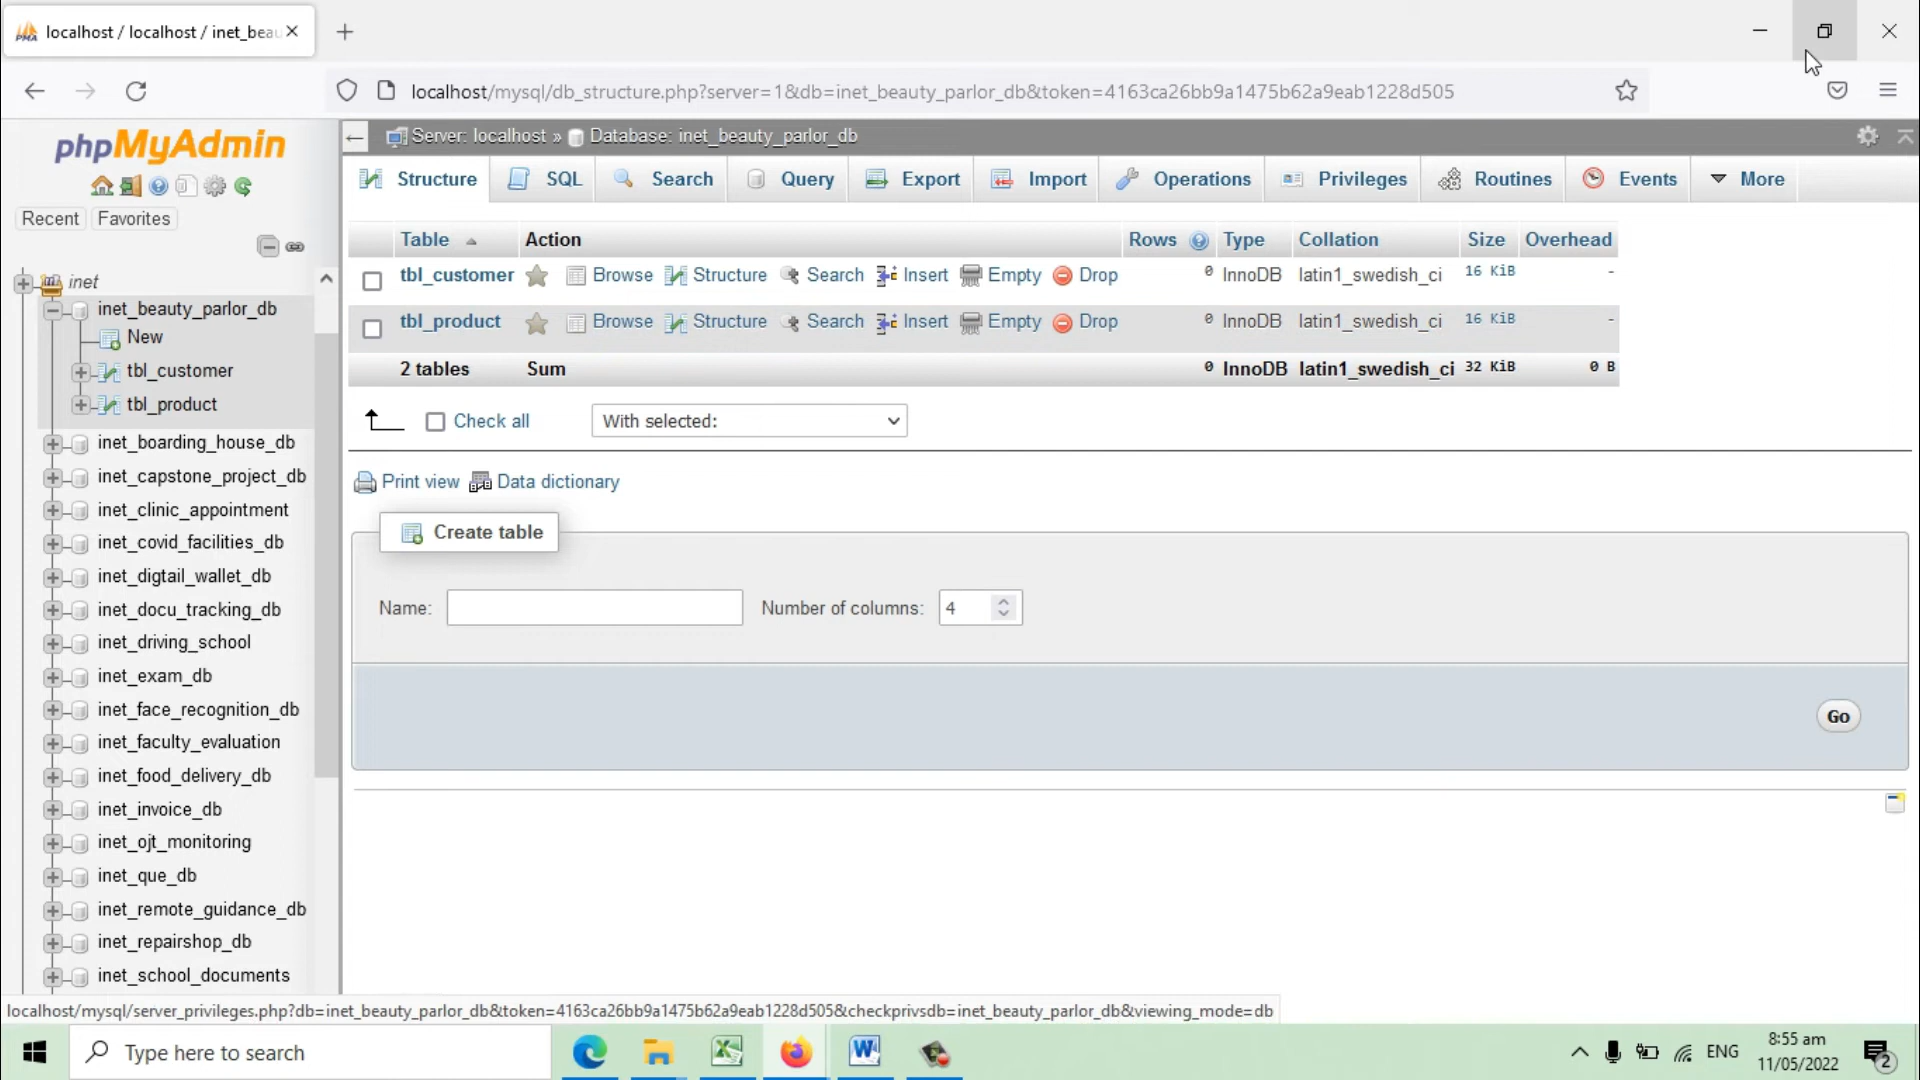 localhost / localhost / inet_beau
localhost/mysql/db_structure.php?server=1&db=inet_beauty_parlor_db&token=4163ca26bb9a1475b62a9eab1228d505
phpMyAdmin
Recent Favorites
inet
inet_beauty_parlor_db
New
tbl_customer
tbl_product
inet_boarding_house_db
inet_capstone_project_db
inet_clinic_appointment
inet_covid_facilities_db
inet_digtail_wallet_db
inet_docu_tracking_db
inet_driving_school
inet_exam_db
inet_face_recognition_db
inet_faculty_evaluation
inet_food_delivery_db
inet_invoice_db
inet_ojt_monitoring
inet_que_db
inet_remote_guidance_db
inet_repairshop_db
inet_school_documents
Server: localhost » Database: inet_beauty_parlor_db
Structure SQL Search Query Export Import Operations Privileges Routines Events More
Table Action Rows Type Collation Size Overhead
tbl_customer Browse Structure Search Insert Empty Drop 0 InnoDB latin1_swedish_ci 16 KiB -
tbl_product Browse Structure Search Insert Empty Drop 0 InnoDB latin1_swedish_ci 16 KiB -
2 tables Sum 0 InnoDB latin1_swedish_ci 32 KiB 0 B
Check all With selected:
Print view Data dictionary
Create table
Name: Number of columns: 4
Go
localhost/mysql/server_privileges.php?db=inet_beauty_parlor_db&token=4163ca26bb9a1475b62a9eab1228d505&checkprivsdb=inet_beauty_parlor_db&viewing_mode=db
Type here to search
ENG
8:55 am
11/05/2022
2